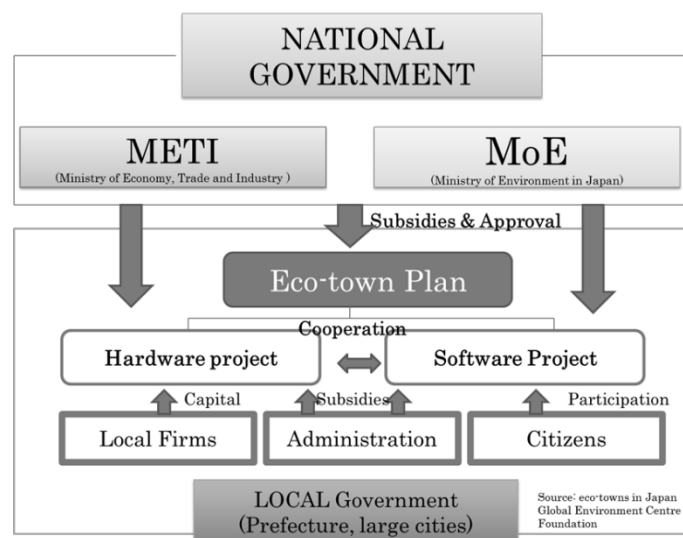 NATIONAL
GOVERNMENT
METI
(Ministry of Economy, Trade and Industry )
MoE
(Ministry of Environment in Japan)
Subsidies & Approval
Eco-town Plan
Cooperation
Hardware project
Software Project
Capital
Subsidies
Participation
Local Firms
Administration
Citizens
LOCAL Government
(Prefecture, large cities)
Source: eco-towns in Japan
Global Environment Centre
Foundation